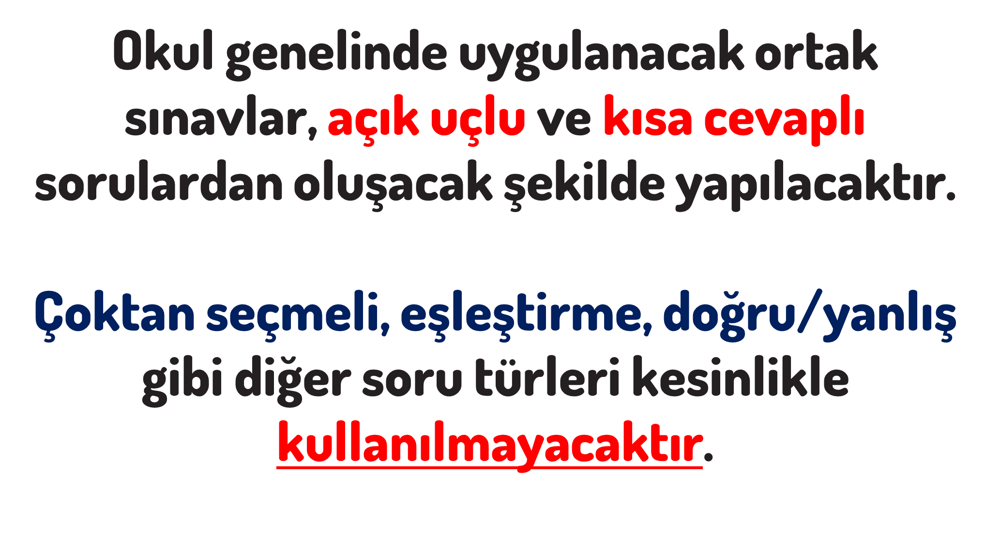 Okul genelinde uygulanacak ortak
sınavlar, açık uçlu ve kısa cevaplı
sorulardan oluşacak şekilde yapılacaktır.
Çoktan seçmeli, eşleştirme, doğru/yanlış
gibi diğer soru türleri kesinlikle
kullanılmayacaktır.